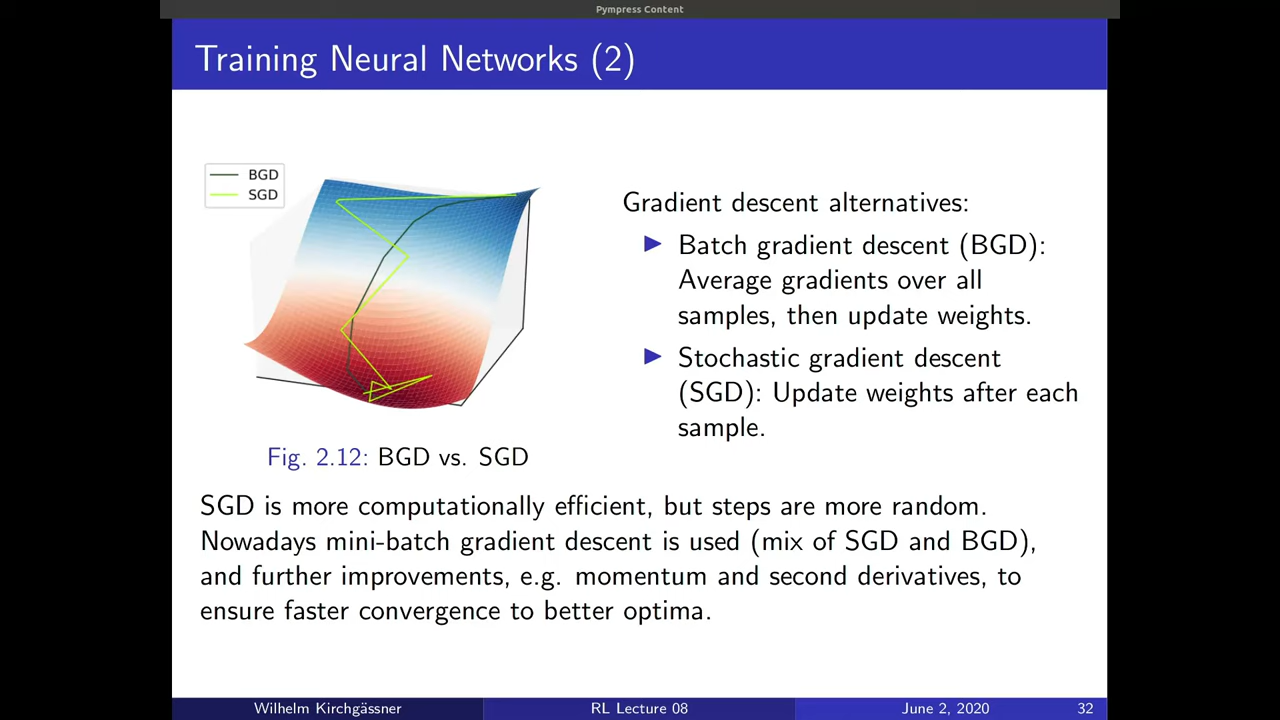 Pympress Content
Training Neural Networks (2)
BGD
SGD
Fig. 2.12: BGD vs. SGD
Gradient descent alternatives:
Batch gradient descent (BGD):
Average gradients over all
samples, then update weights.
Stochastic gradient descent
(SGD): Update weights after each
sample.
SGD is more computationally efficient, but steps are more random.
Nowadays mini-batch gradient descent is used (mix of SGD and BGD),
and further improvements, e.g. momentum and second derivatives, to
ensure faster convergence to better optima.
Wilhelm Kirchgässner
RL Lecture 08
June 2, 2020
32